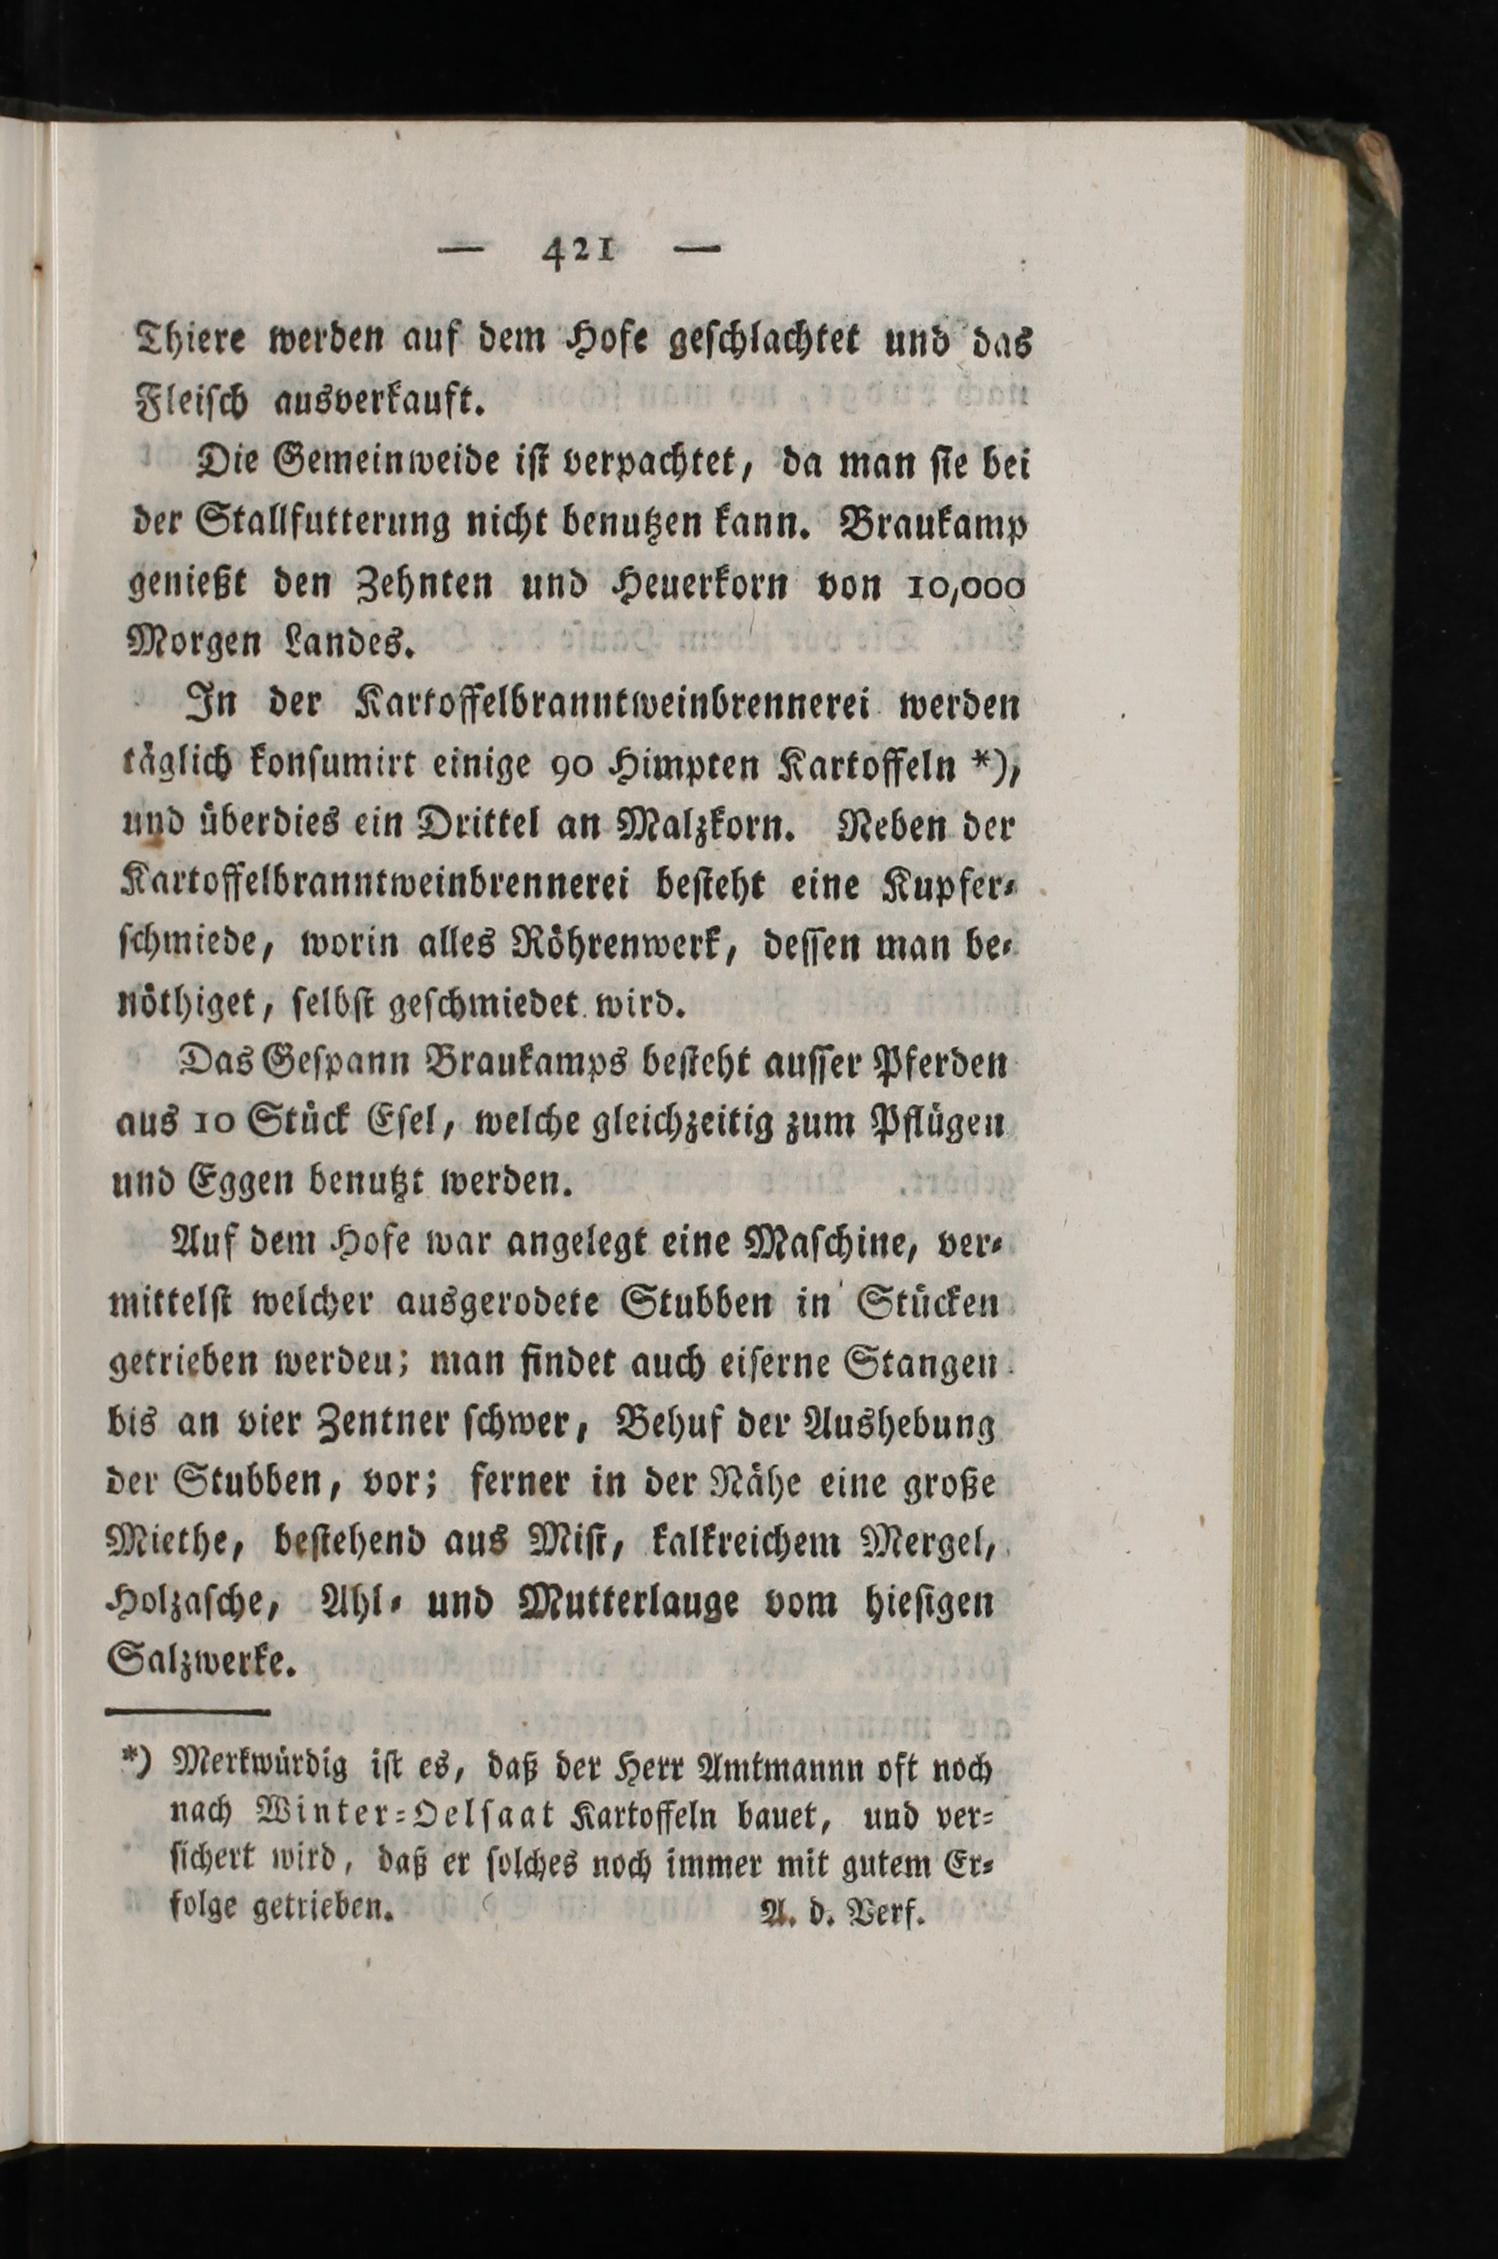 — 421 —
Thiere werden auf dem Hofe geſchlachtet und das
Fleiſch ausverkauft.
Die Gemeinweide iſt verpachtet, da man ſie bei
der Stallfutterung nicht benutzen kann. Braukamp
genießt den Zehnten und Heuerkorn von 10,000
Morgen Landes.
In der Kartoffelbranntweinbrennerei werden
täglich konſumirt einige 90 Himpten Kartoffeln *),
und überdies ein Drittel an Malzkorn. Neben der
Kartoffelbranntweinbrennerei beſteht eine Kupfer⸗
ſchmiede, worin alles Röhrenwerk, deſſen man be⸗
nöthiget, ſelbſt geſchmiedet wird.
Das Geſpann Braukamps beſteht auſſer Pferden
aus 10 Stück Eſel, welche gleichzeitig zum Pflügen
und Eggen benutzt werden.
Auf dem Hofe war angelegt eine Maſchine, ver⸗
mittelſt welcher ausgerodete Stubben in Stücken
getrieben werden; man findet auch eiſerne Stangen
bis an vier Zentner ſchwer, Behuf der Aushebung
der Stubben, vor; ferner in der Nähe eine große
Miethe, beſtehend aus Miſt, kalkreichem Mergel,
Holzaſche, Ahl⸗ und Mutterlauge vom hieſigen
Salzwerke.
*) Merkwürdig iſt es, daß der Herr Amtmannn oft noch
nach Winter⸗Oelſaat Kartoffeln bauet, und ver⸗
ſichert wird, daß er ſolches noch immer mit gutem Er⸗
folge getrieben. A. d. Verf.